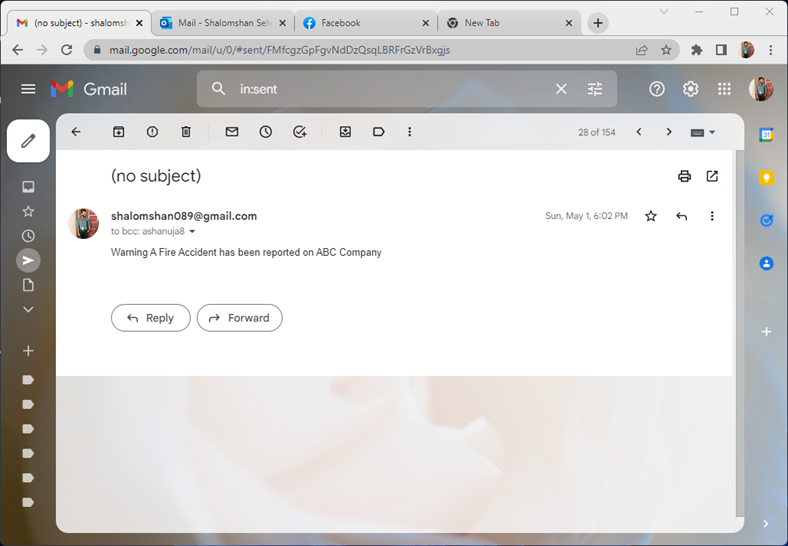 (no subject) - shalomsh
Mail - Shalomshan Selv
Facebook
New Tab
mail.google.com/mail/u/0/#sent/FMfcgzGpFgvNdDzQsqLBRFrGzVrBxgjs
Gmail
in:sent
28 of 154
(no subject)
shalomshan089@gmail.com
Sun, May 1, 6:02 PM
to bcc: ashanuja8
Warning A Fire Accident has been reported on ABC Company
Reply
Forward
31